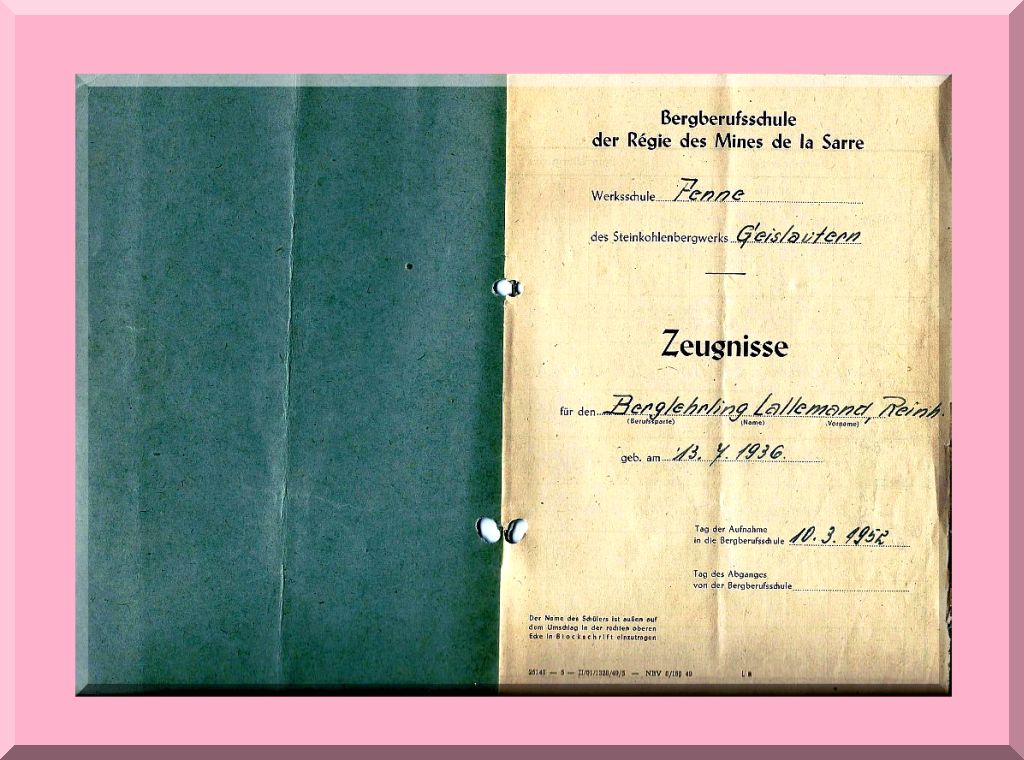 Bergberufsschule
der Régie des Mines de la Sarre
Werksschule Fenne
des Steinkohlenbergwerks Geislautern
Zeugnisse
für den Berglehrling Lallemand, Reinh.
(Berufssparte) (Name) (Vorname)
geb. am 13. 7. 1936.
Tag der Aufnahme
in die Bergberufsschule 10. 3. 1952
Tag des Abganges
von der Bergberufsschule
Der Name des Schülers ist außen auf
dem Umschlag in der rechten oberen
Ecke in Blockschrift einzutragen